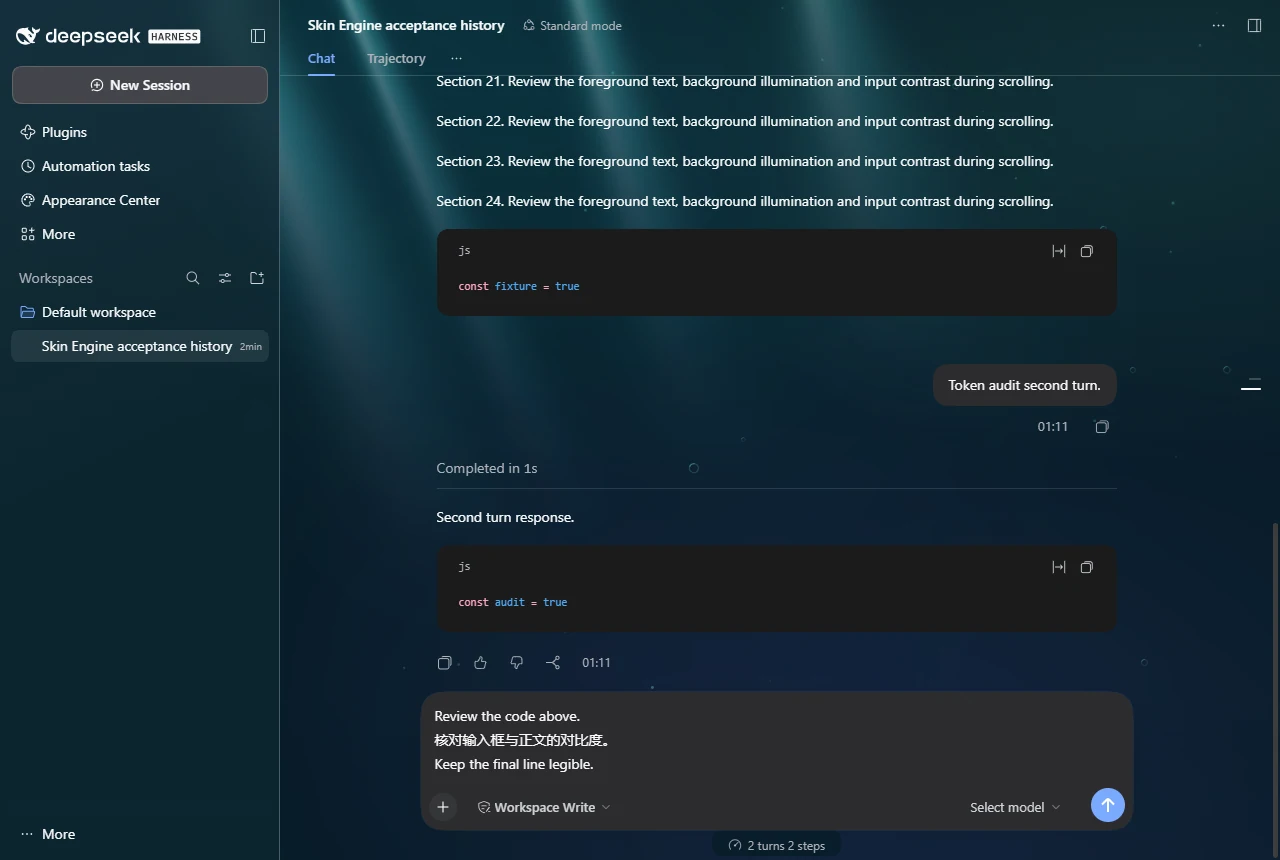 deepseek HARNESS
New Session
Plugins
Automation tasks
Appearance Center
More
Workspaces
Default workspace
Skin Engine acceptance history 2min
More
Skin Engine acceptance history Standard mode
Chat Trajectory
Section 21. Review the foreground text, background illumination and input contrast during scrolling.
Section 22. Review the foreground text, background illumination and input contrast during scrolling.
Section 23. Review the foreground text, background illumination and input contrast during scrolling.
Section 24. Review the foreground text, background illumination and input contrast during scrolling.
js
const fixture = true
Token audit second turn.
01:11
Completed in 1s
Second turn response.
js
const audit = true
01:11
Review the code above.
核对输入框与正文的对比度。
Keep the final line legible.
Workspace Write Select model
2 turns 2 steps